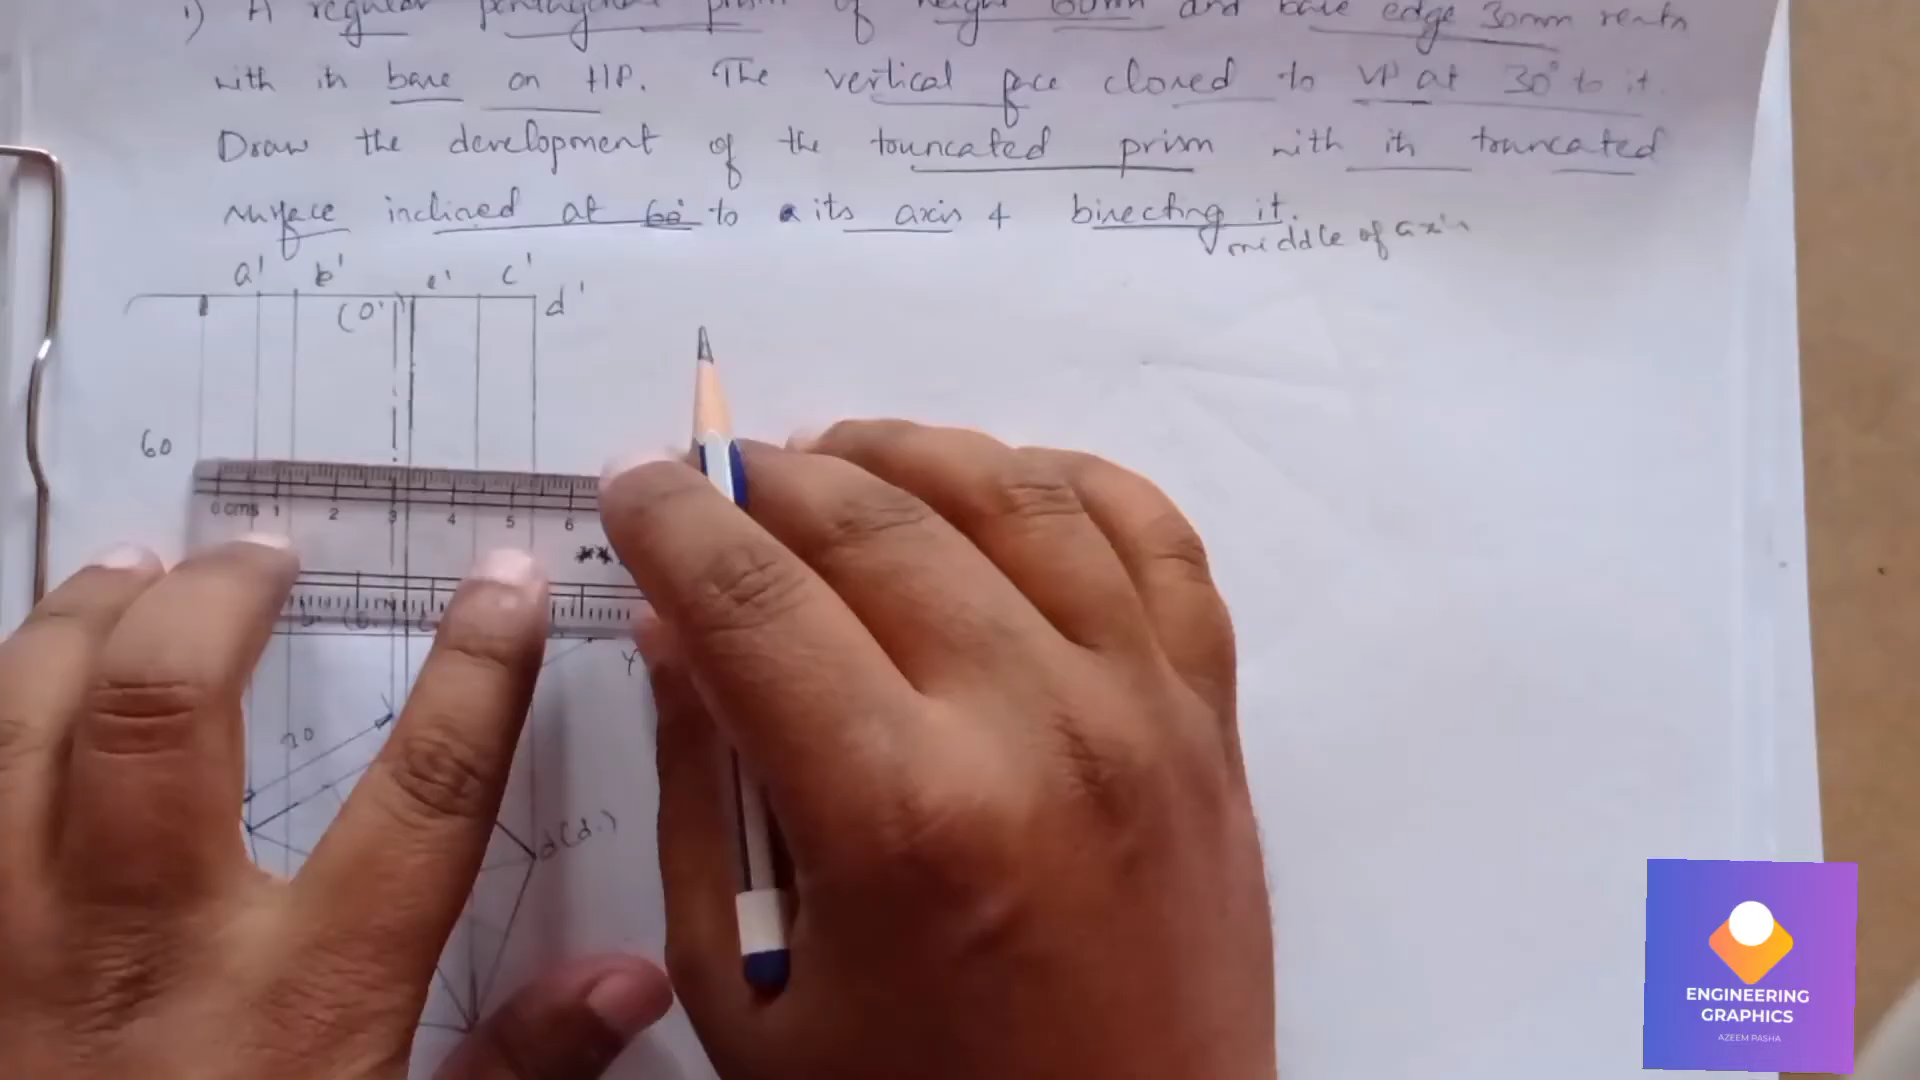 1) A regular pentagonal prism of height 60mm and base edge 30mm rests
with its base on HP. The vertical face closed to VP at 30° to it.
Draw the development of the truncated prism with its truncated
surface inclined at 60° to its axis & bisecting it.
middle of axis
a' b' e' c'
(o') d'
60
0 cms 1 2 3 4 5 6
Y
30
d(d1)
ENGINEERING
GRAPHICS
AZEEM PASHA